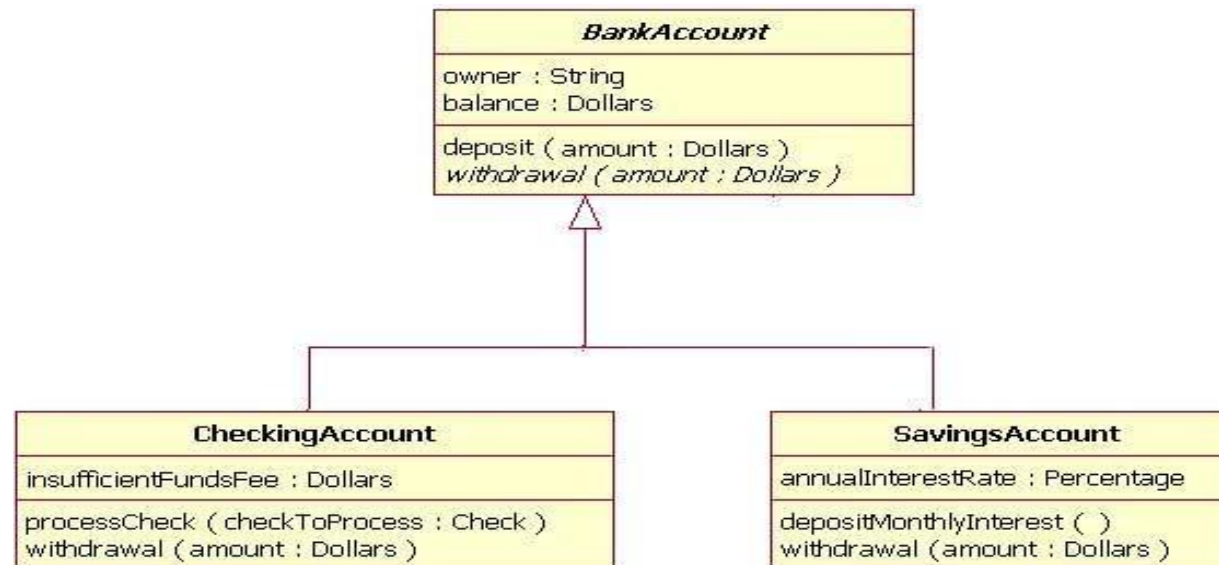 BankAccount
owner : String
balance : Dollars
deposit ( amount : Dollars )
withdrawal ( amount : Dollars )
CheckingAccount
insufficientFundsFee : Dollars
processCheck ( checkToProcess : Check )
withdrawal ( amount : Dollars )
SavingsAccount
annualInterestRate : Percentage
depositMonthlyInterest ( )
withdrawal ( amount : Dollars )